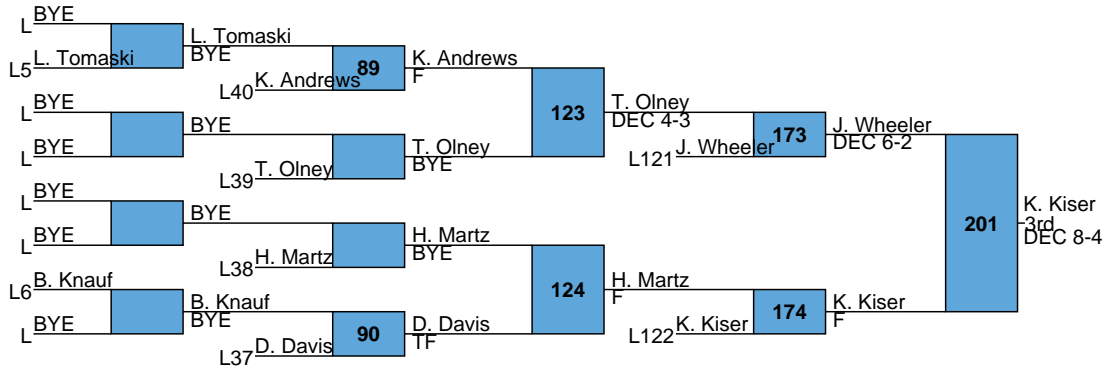 BYE
L
L. Tomaski
L5
L. Tomaski
BYE
K. Andrews
L40
89
K. Andrews
F
BYE
L
BYE
L
BYE
T. Olney
L39
T. Olney
BYE
123
T. Olney
DEC 4-3
J. Wheeler
L121
173
J. Wheeler
DEC 6-2
BYE
L
BYE
L
BYE
H. Martz
L38
H. Martz
BYE
B. Knauf
L6
BYE
L
B. Knauf
BYE
D. Davis
L37
90
D. Davis
TF
124
H. Martz
F
K. Kiser
L122
174
K. Kiser
F
201
K. Kiser
3rd
DEC 8-4